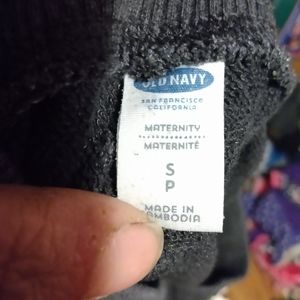 OLD NAVY
SAN FRANCISCO
CALIFORNIA
MATERNITY
MATERNITÉ
S
P
MADE IN
CAMBODIA